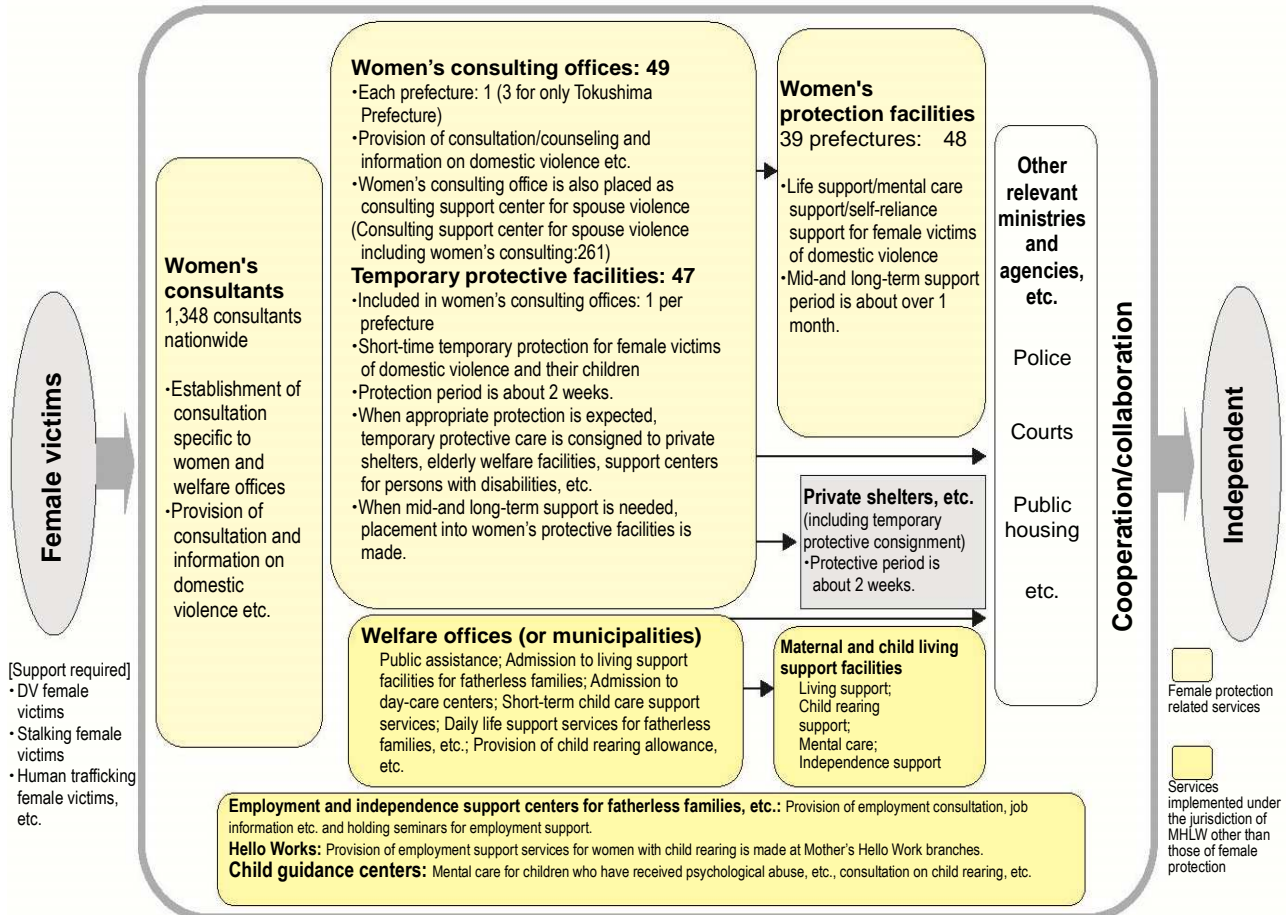 Female victims
[Support required]
・DV female
victims
・Stalking female
victims
・Human trafficking
female victims,
etc.
Women's
consultants
1,348 consultants
nationwide
・Establishment of
consultation
specific to
women and
welfare offices
・Provision of
consultation and
information on
domestic
violence etc.
Women's consulting offices: 49
・Each prefecture: 1 (3 for only Tokushima
Prefecture)
・Provision of consultation/counseling and
information on domestic violence etc.
・Women's consulting office is also placed as
consulting support center for spouse violence
(Consulting support center for spouse violence
including women's consulting:261)
Temporary protective facilities: 47
・Included in women's consulting offices: 1 per
prefecture
・Short-time temporary protection for female victims
of domestic violence and their children
・Protection period is about 2 weeks.
・When appropriate protection is expected,
temporary protective care is consigned to private
shelters, elderly welfare facilities, support centers
for persons with disabilities, etc.
・When mid-and long-term support is needed,
placement into women's protective facilities is
made.
Women's
protection facilities
39 prefectures: 48
・Life support/mental care
support/self-reliance
support for female victims
of domestic violence
・Mid-and long-term support
period is about over 1
month.
Private shelters, etc.
(including temporary
protective consignment)
・Protective period is
about 2 weeks.
Welfare offices (or municipalities)
Public assistance; Admission to living support
facilities for fatherless families; Admission to
day-care centers; Short-term child care support
services; Daily life support services for fatherless
families, etc.; Provision of child rearing allowance,
etc.
Maternal and child living
support facilities
Living support;
Child rearing
support;
Mental care;
Independence support
Employment and independence support centers for fatherless families, etc.: Provision of employment consultation, job
information etc. and holding seminars for employment support.
Hello Works: Provision of employment support services for women with child rearing is made at Mother's Hello Work branches.
Child guidance centers: Mental care for children who have received psychological abuse, etc., consultation on child rearing, etc.
Other
relevant
ministries
and
agencies,
etc.
Police
Courts
Public
housing
etc.
Cooperation/collaboration
Independent
Female protection
related services
Services
implemented under
the jurisdiction of
MHLW other than
those of female
protection